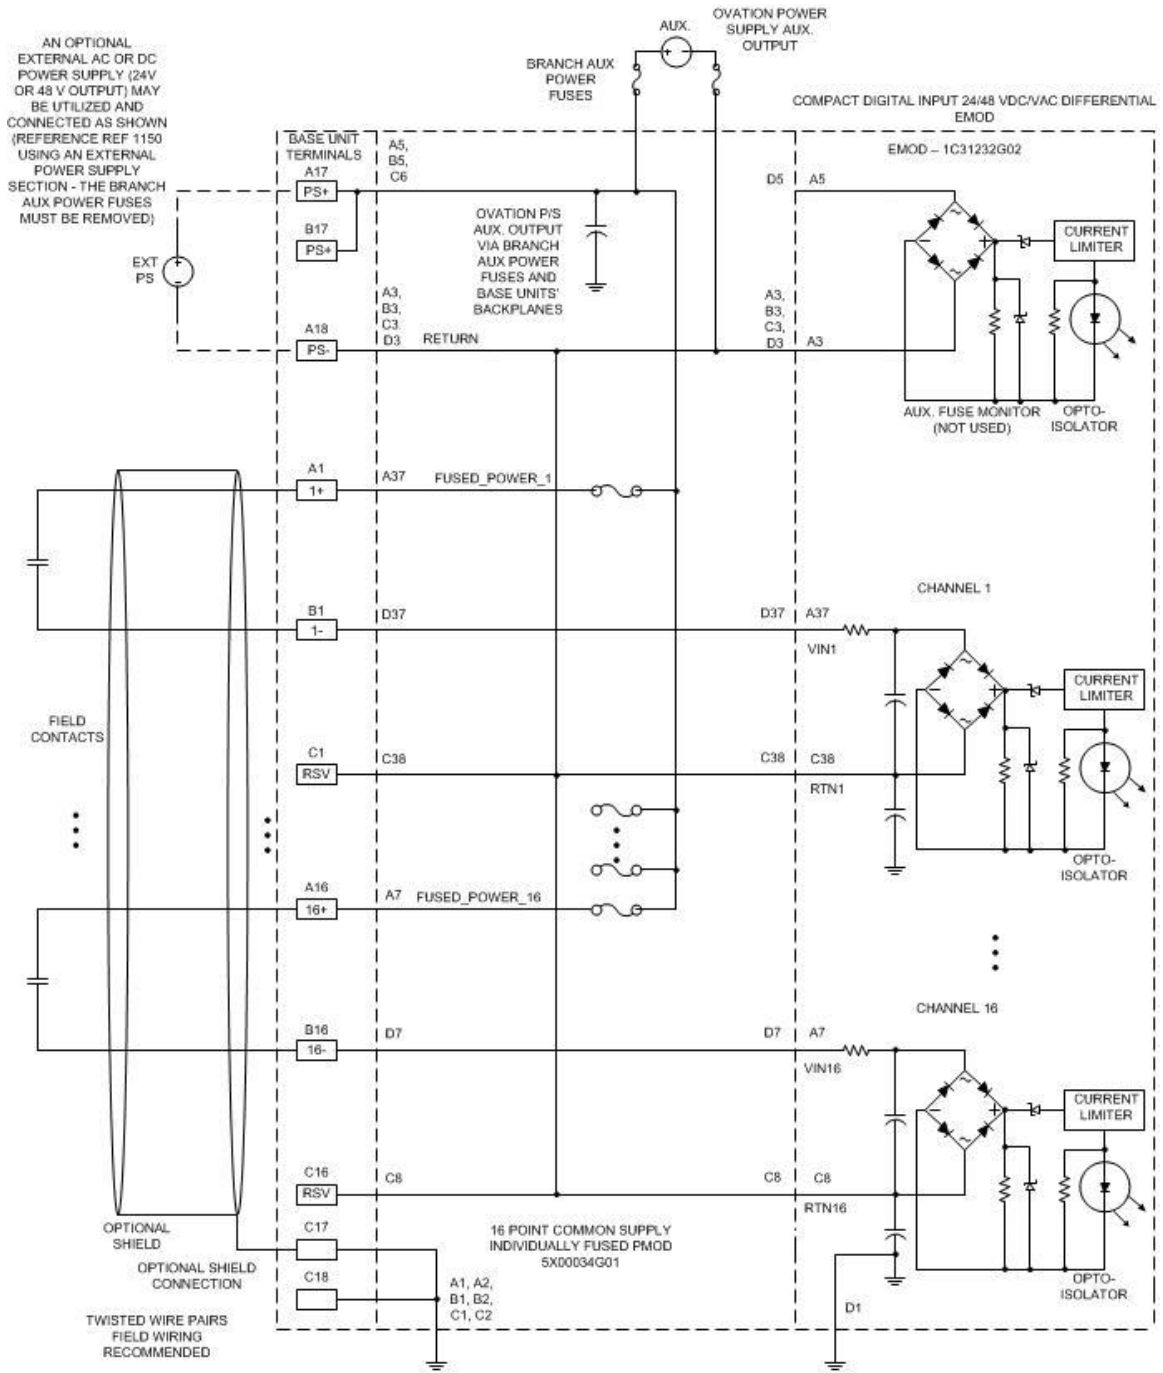 AN OPTIONAL
EXTERNAL AC OR DC
POWER SUPPLY (24V
OR 48 V OUTPUT) MAY
BE UTILIZED AND
CONNECTED AS SHOWN
(REFERENCE REF 1150
USING AN EXTERNAL
POWER SUPPLY
SECTION - THE BRANCH
AUX POWER FUSES
MUST BE REMOVED)
AUX.
OVATION POWER
SUPPLY AUX.
OUTPUT
BRANCH AUX
POWER
FUSES
COMPACT DIGITAL INPUT 24/48 VDC/VAC DIFFERENTIAL
EMOD
BASE UNIT
TERMINALS
A5,
B5,
C6
EMOD – 1C31232G02
A17
PS+
D5
A5
B17
PS+
OVATION P/S
AUX. OUTPUT
VIA BRANCH
AUX POWER
FUSES AND
BASE UNITS'
BACKPLANES
CURRENT
LIMITER
EXT
PS
A3,
B3,
C3
D3
RETURN
A3,
B3,
C3,
D3
A3
A18
PS-
AUX. FUSE MONITOR
(NOT USED)
OPTO-
ISOLATOR
A1
1+
A37
FUSED_POWER_1
CHANNEL 1
B1
1-
D37
D37
A37
VIN1
CURRENT
LIMITER
FIELD
CONTACTS
C1
RSV
C38
C38
C38
RTN1
OPTO-
ISOLATOR
A16
16+
A7
FUSED_POWER_16
CHANNEL 16
B16
16-
D7
D7
A7
VIN16
CURRENT
LIMITER
C16
RSV
C8
C8
C8
RTN16
OPTIONAL
SHIELD
C17
16 POINT COMMON SUPPLY
INDIVIDUALLY FUSED PMOD
5X00034G01
OPTIONAL SHIELD
CONNECTION
C18
A1, A2,
B1, B2,
C1, C2
D1
OPTO-
ISOLATOR
TWISTED WIRE PAIRS
FIELD WIRING
RECOMMENDED